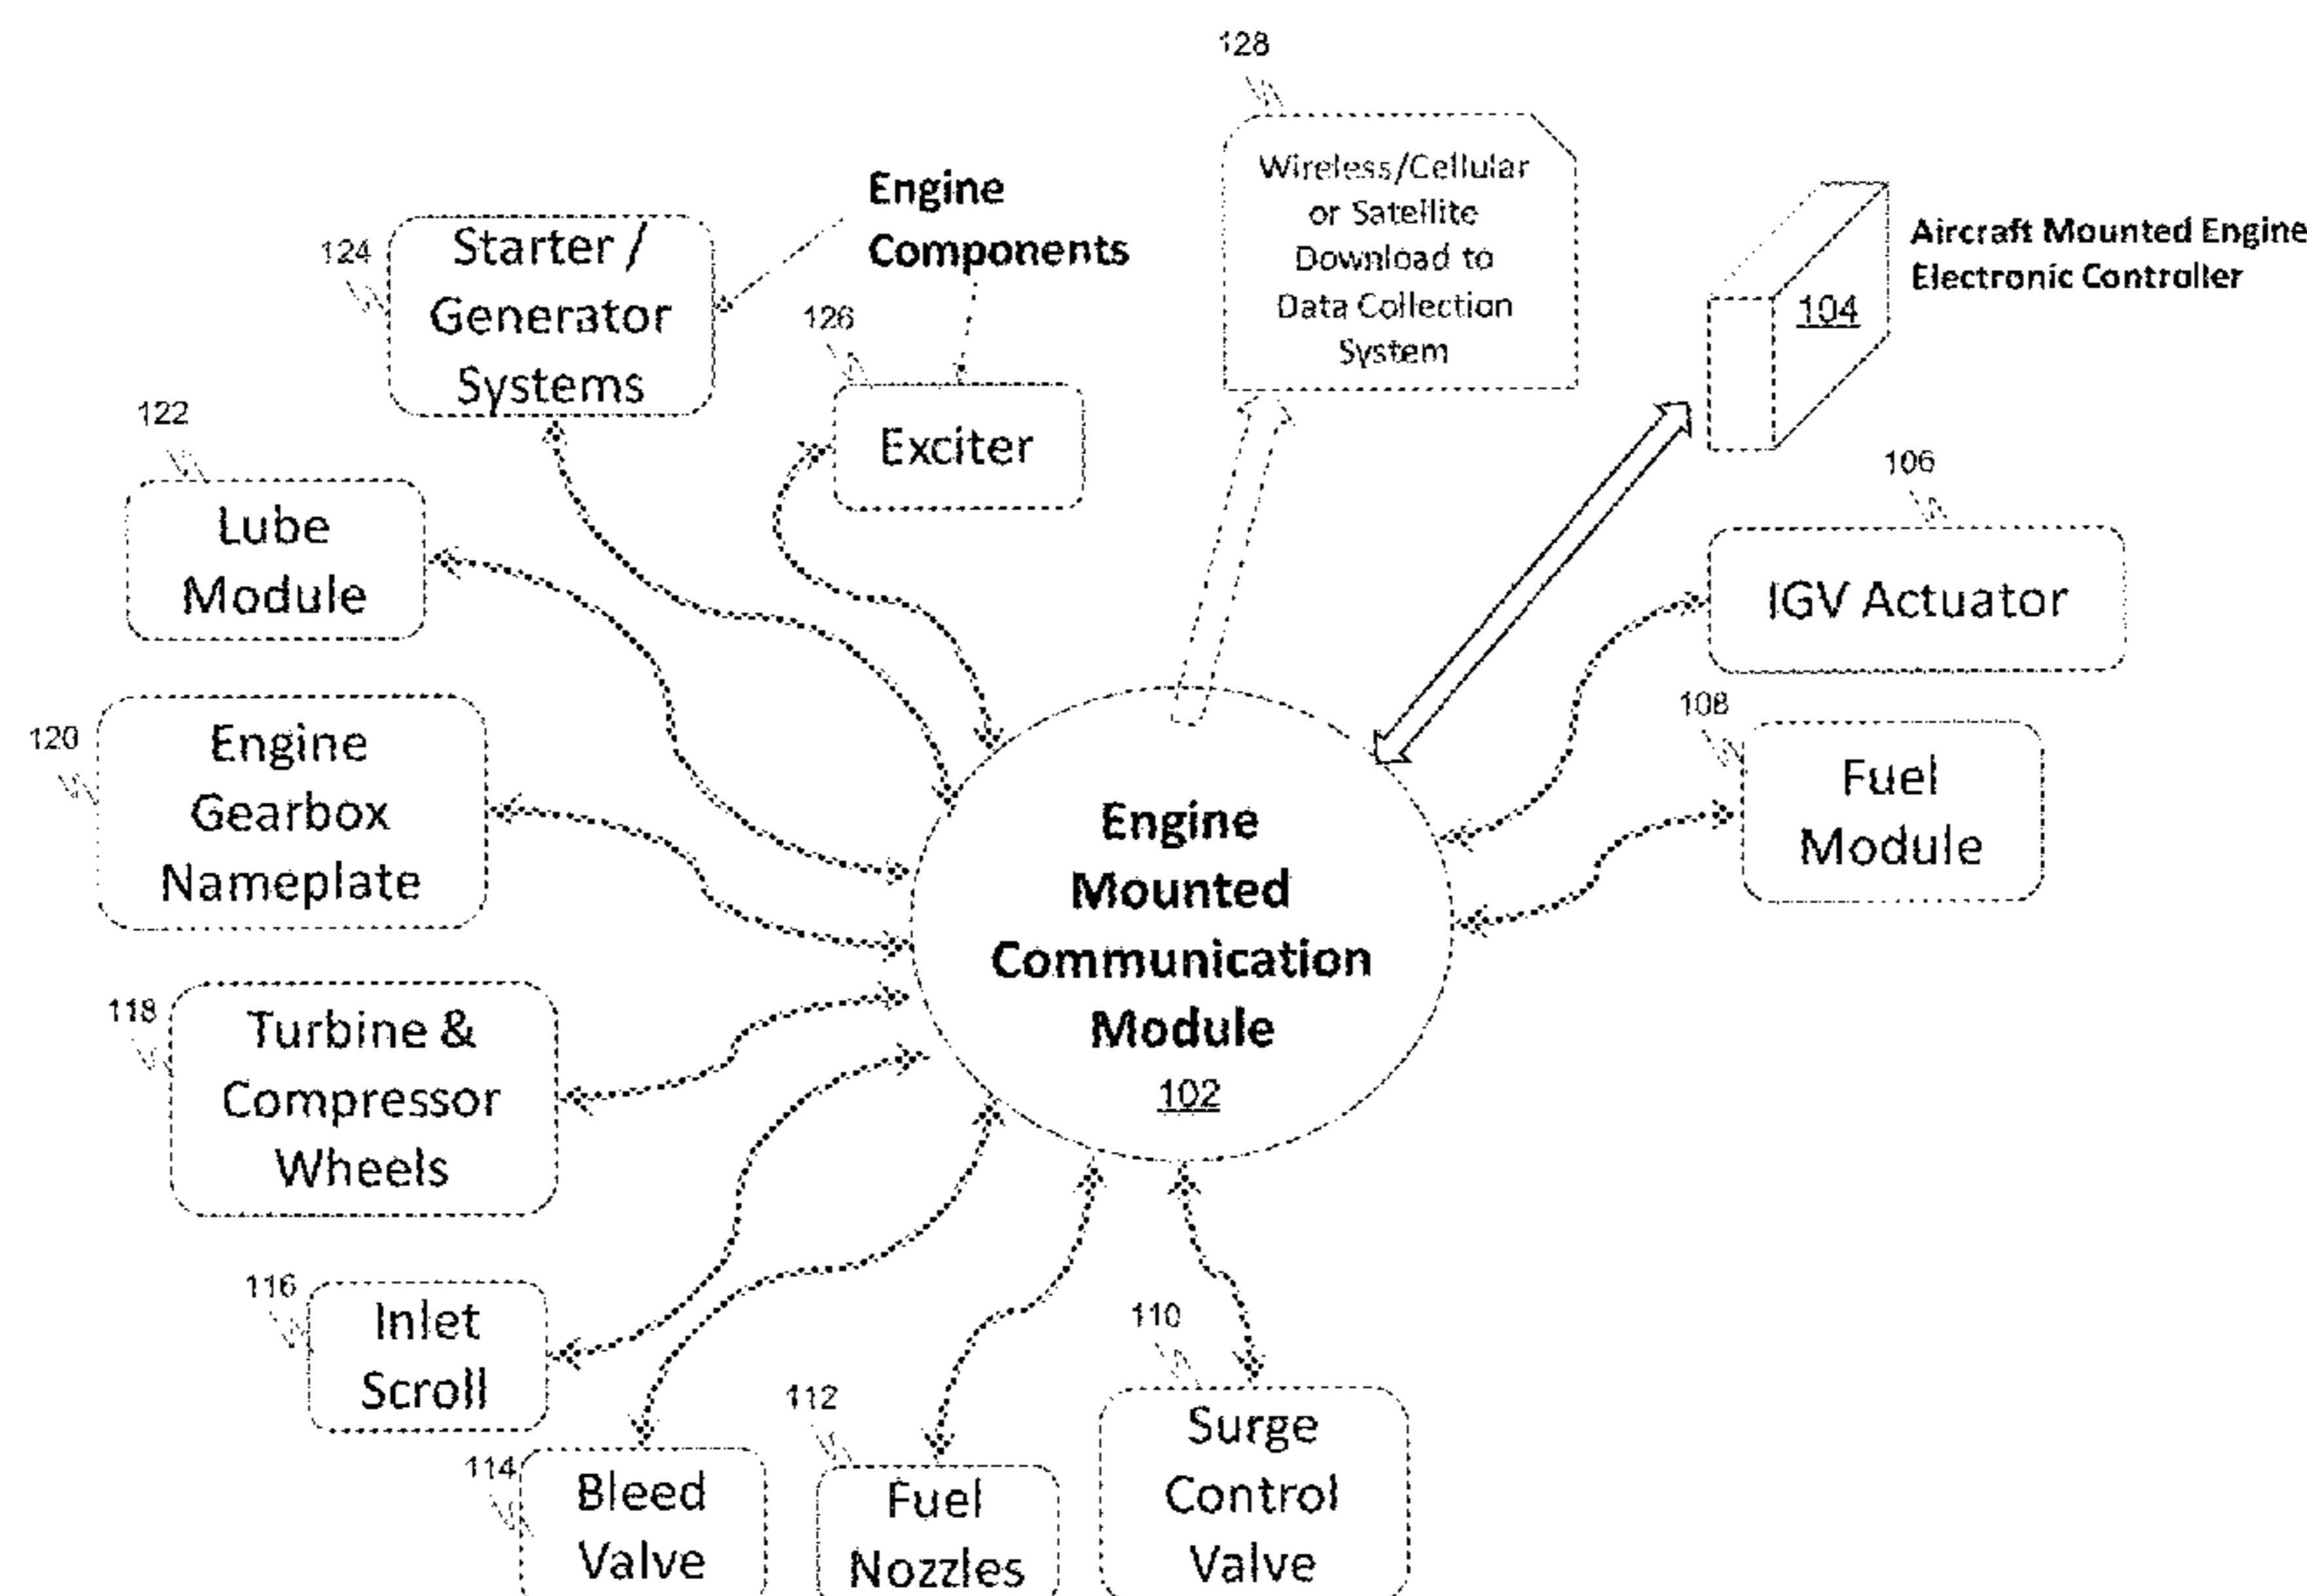 128
Wireless/Cellular
or Satellite
Download to
Data Collection
System
Engine
Components
Aircraft Mounted Engine
Electronic Controller
104
124
Starter /
Generator
Systems
126
Exciter
122
Lube
Module
106
IGV Actuator
108
Fuel
Module
120
Engine
Gearbox
Nameplate
Engine
Mounted
Communication
Module
102
118
Turbine &
Compressor
Wheels
116
Inlet
Scroll
114
Bleed
Valve
112
Fuel
Nozzles
110
Surge
Control
Valve